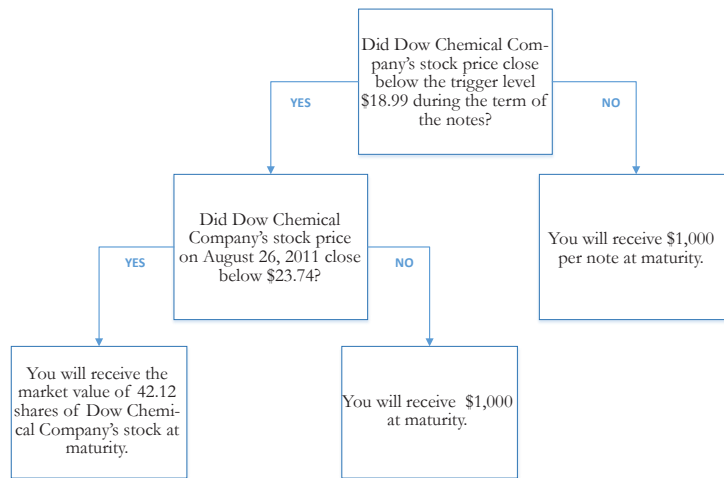 Did Dow Chemical Com-
pany's stock price close
below the trigger level
$18.99 during the term of
the notes?
YES
NO
Did Dow Chemical
Company's stock price
on August 26, 2011 close
below $23.74?
You will receive $1,000
per note at maturity.
YES
NO
You will receive the
market value of 42.12
shares of Dow Chemi-
cal Company's stock at
maturity.
You will receive $1,000
at maturity.